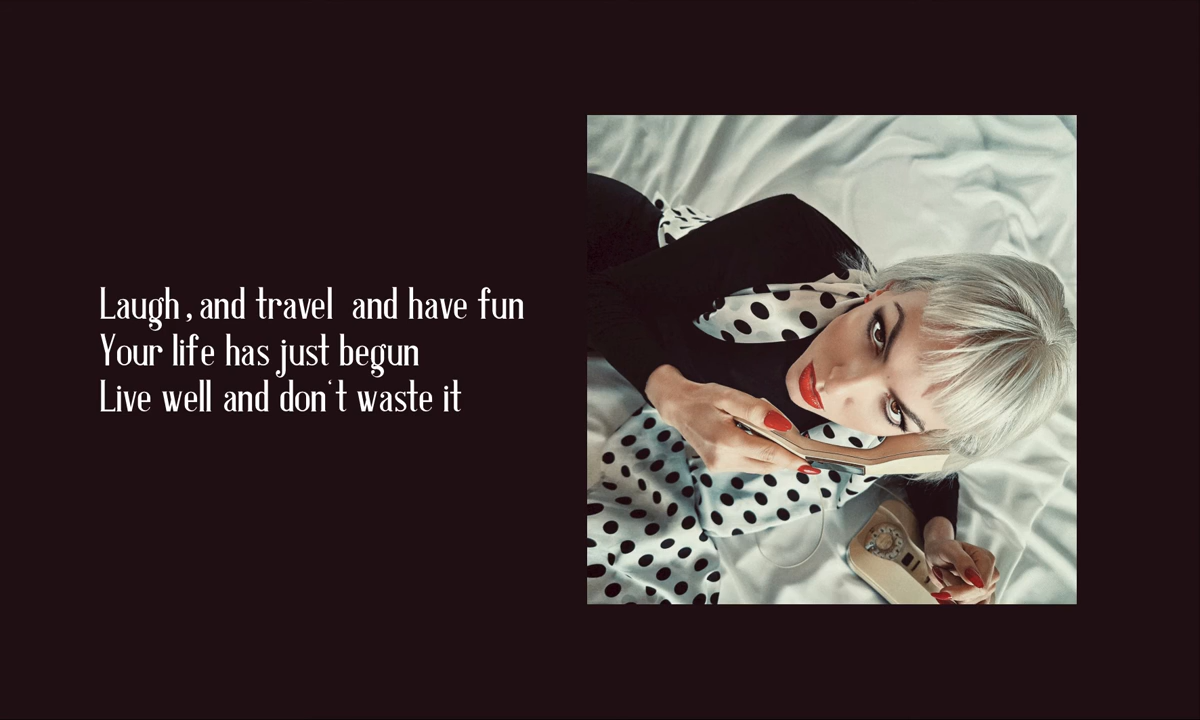 Laugh , and travel  and have fun
Your life has just begun
Live well and don't waste it